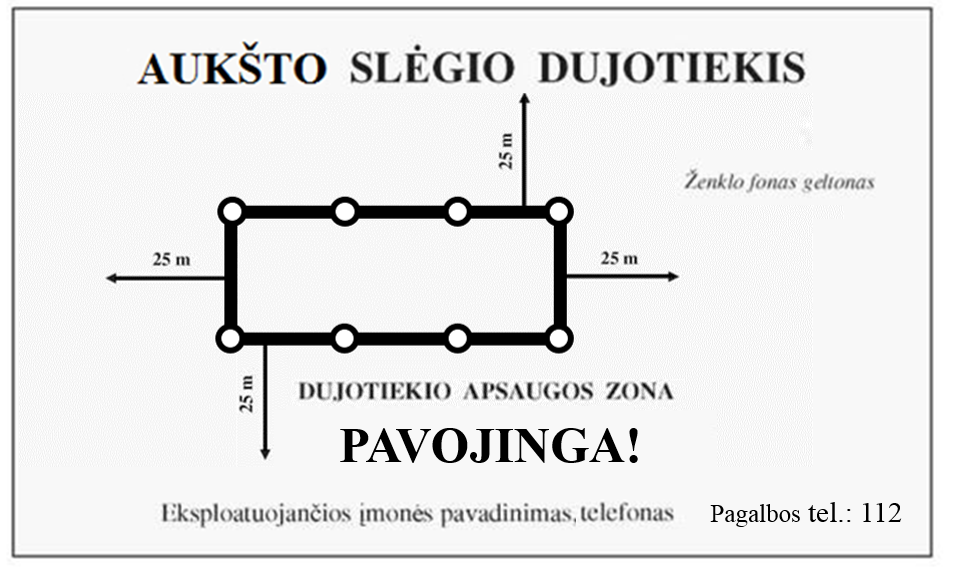 AUKŠTO SLĖGIO DUJOTIEKIS
25 m
Ženklo fonas geltonas
25 m
25 m
25 m
DUJOTIEKIO APSAUGOS ZONA
PAVOJINGA!
Eksploatuojančios įmonės pavadinimas, telefonas Pagalbos tel.: 112